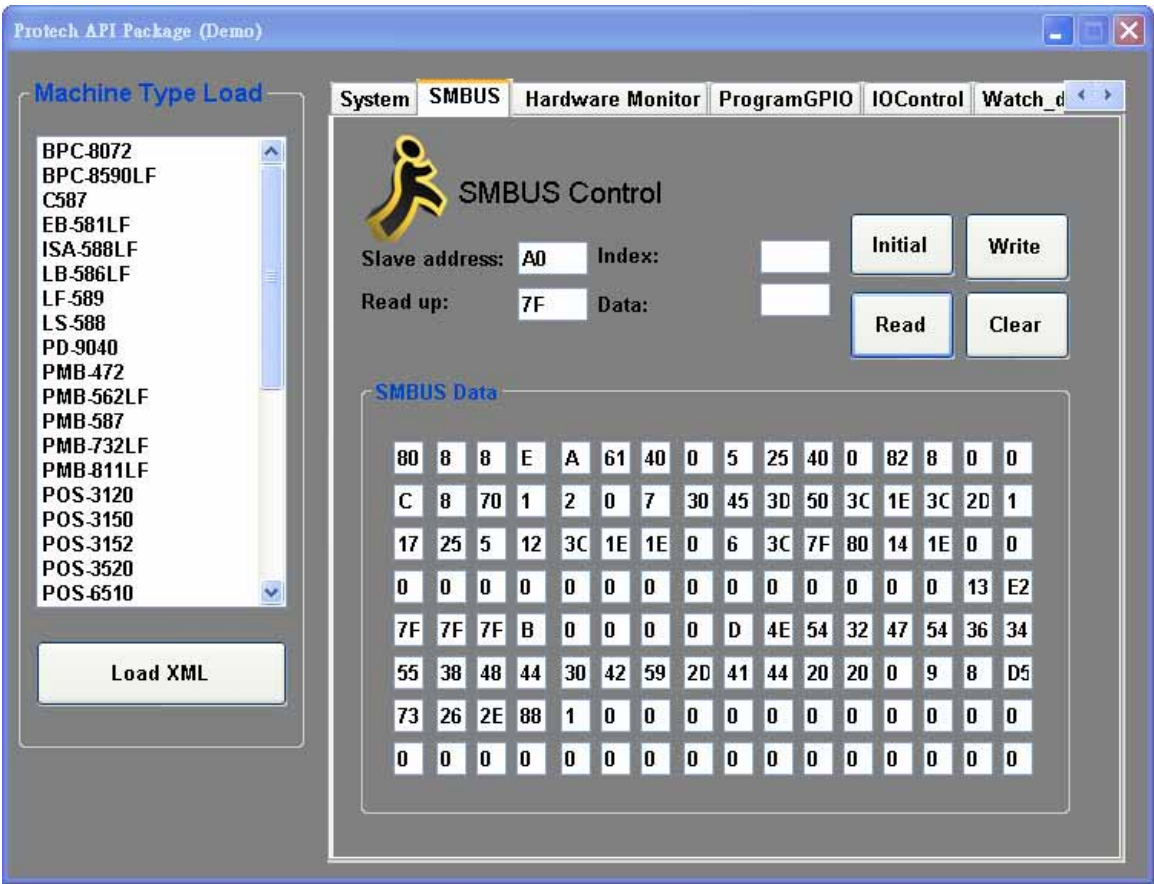 Protech API Package (Demo)
Machine Type Load
BPC-8072
BPC-8590LF
C587
EB-581LF
ISA-588LF
LB-586LF
LF-589
LS-588
PD-9040
PMB-472
PMB-562LF
PMB-587
PMB-732LF
PMB-811LF
POS-3120
POS-3150
POS-3152
POS-3520
POS-6510
Load XML
System SMBUS Hardware Monitor ProgramGPIO IOControl Watch_d
SMBUS Control
Slave address: A0 Index:
Read up: 7F Data:
Initial Write
Read Clear
SMBUS Data
80 8 8 E A 61 40 0 5 25 40 0 82 8 0 0
C 8 70 1 2 0 7 30 45 3D 50 3C 1E 3C 2D 1
17 25 5 12 3C 1E 1E 0 6 3C 7F 80 14 1E 0 0
0 0 0 0 0 0 0 0 0 0 0 0 0 0 13 E2
7F 7F 7F B 0 0 0 0 D 4E 54 32 47 54 36 34
55 38 48 44 30 42 59 2D 41 44 20 20 0 9 8 D5
73 26 2E 88 1 0 0 0 0 0 0 0 0 0 0 0
0 0 0 0 0 0 0 0 0 0 0 0 0 0 0 0